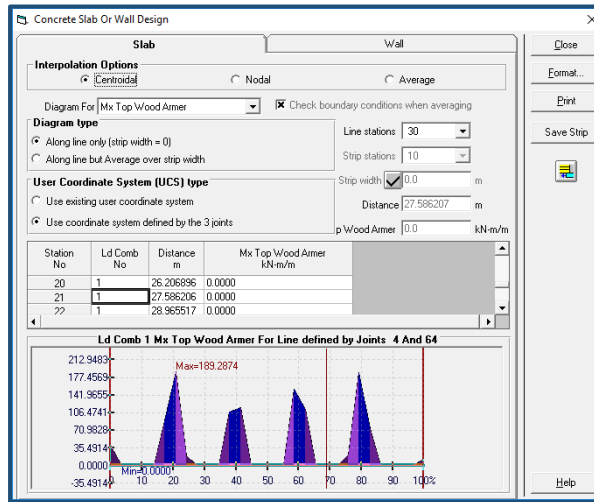 Concrete Slab Or Wall Design
Slab
Wall
Interpolation Options
Centroidal
Nodal
Average
Diagram For
Mx Top Wood Armer
Check boundary conditions when averaging
Diagram type
Along line only (strip width = 0)
Along line but Average over strip width
Line stations
30
Strip stations
10
User Coordinate System (UCS) type
Use existing user coordinate system
Use coordinate system defined by the 3 joints
Strip width
0.0
m
Distance
27.586207
m
p Wood Armer
0.0
kN-m/m
Station No Ld Comb No Distance m Mx Top Wood Armer kN-m/m
20 1 26.206896 0.0000
21 1 27.586206 0.0000
22 1 28.965517 0.0000
Ld Comb 1 Mx Top Wood Armer For Line defined by Joints 4 And 64
212.9483
177.4569
141.9655
106.4741
70.9828
35.4914
0.0000
-35.4914
Max=189.2874
Min=0.0000
0 10 20 30 40 50 60 70 80 90 100%
Close
Format...
Print
Save Strip
Help